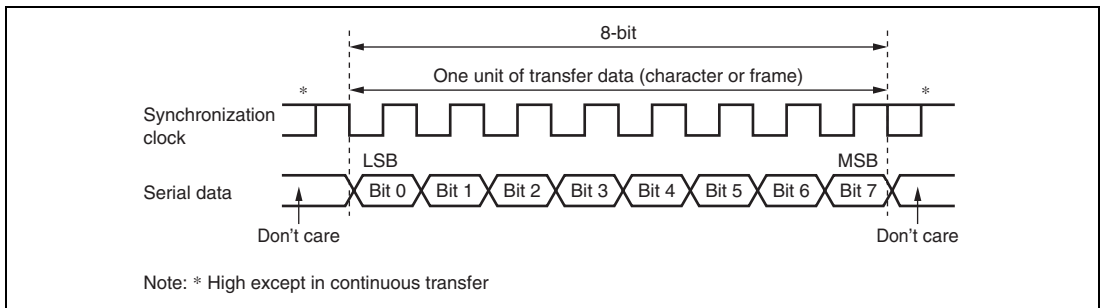 8-bit
One unit of transfer data (character or frame)
* *
Synchronization
clock
LSB MSB
Serial data Bit 0 Bit 1 Bit 2 Bit 3 Bit 4 Bit 5 Bit 6 Bit 7
Don't care Don't care
Note: * High except in continuous transfer